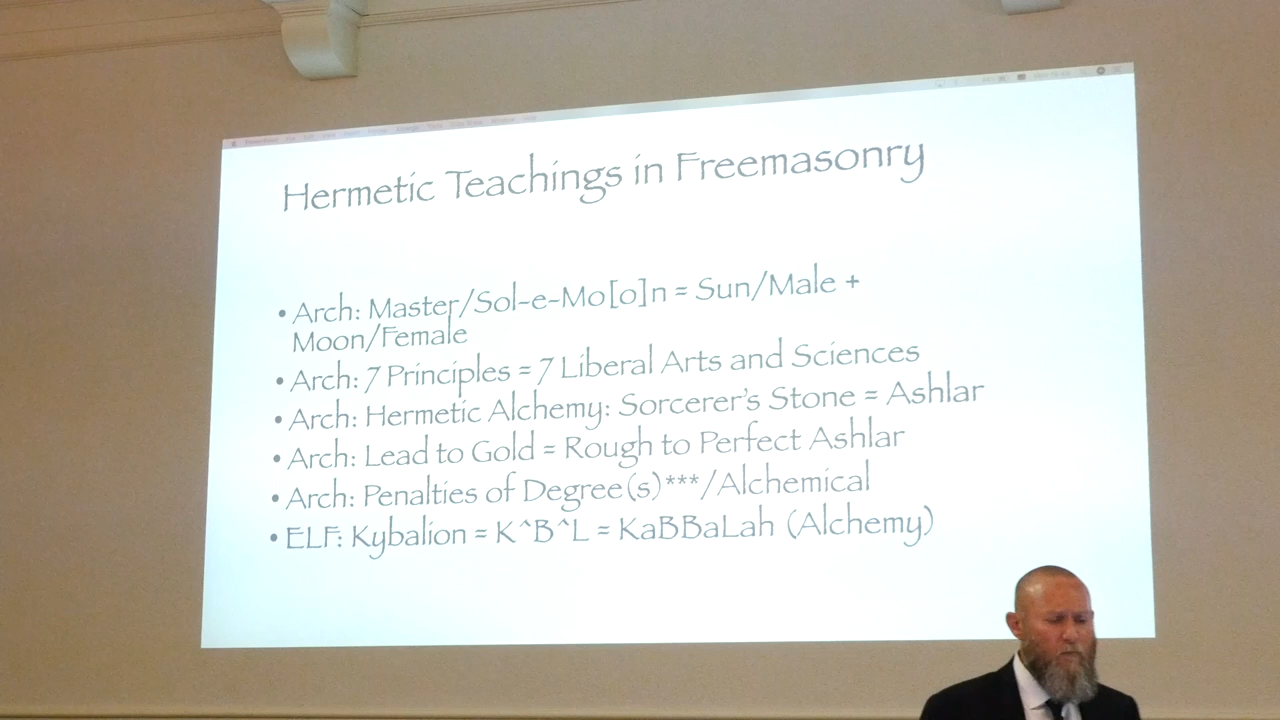 Hermetic Teachings in Freemasonry
• Arch: Master/Sol-e-Mo[o]n = Sun/Male +
Moon/Female
• Arch: 7 Principles = 7 Liberal Arts and Sciences
• Arch: Hermetic Alchemy: Sorcerer's Stone = Ashlar
• Arch: Lead to Gold = Rough to Perfect Ashlar
• Arch: Penalties of Degree(s)***/Alchemical
• ELF: Kybalion = K^B^L = KaBBaLah (Alchemy)